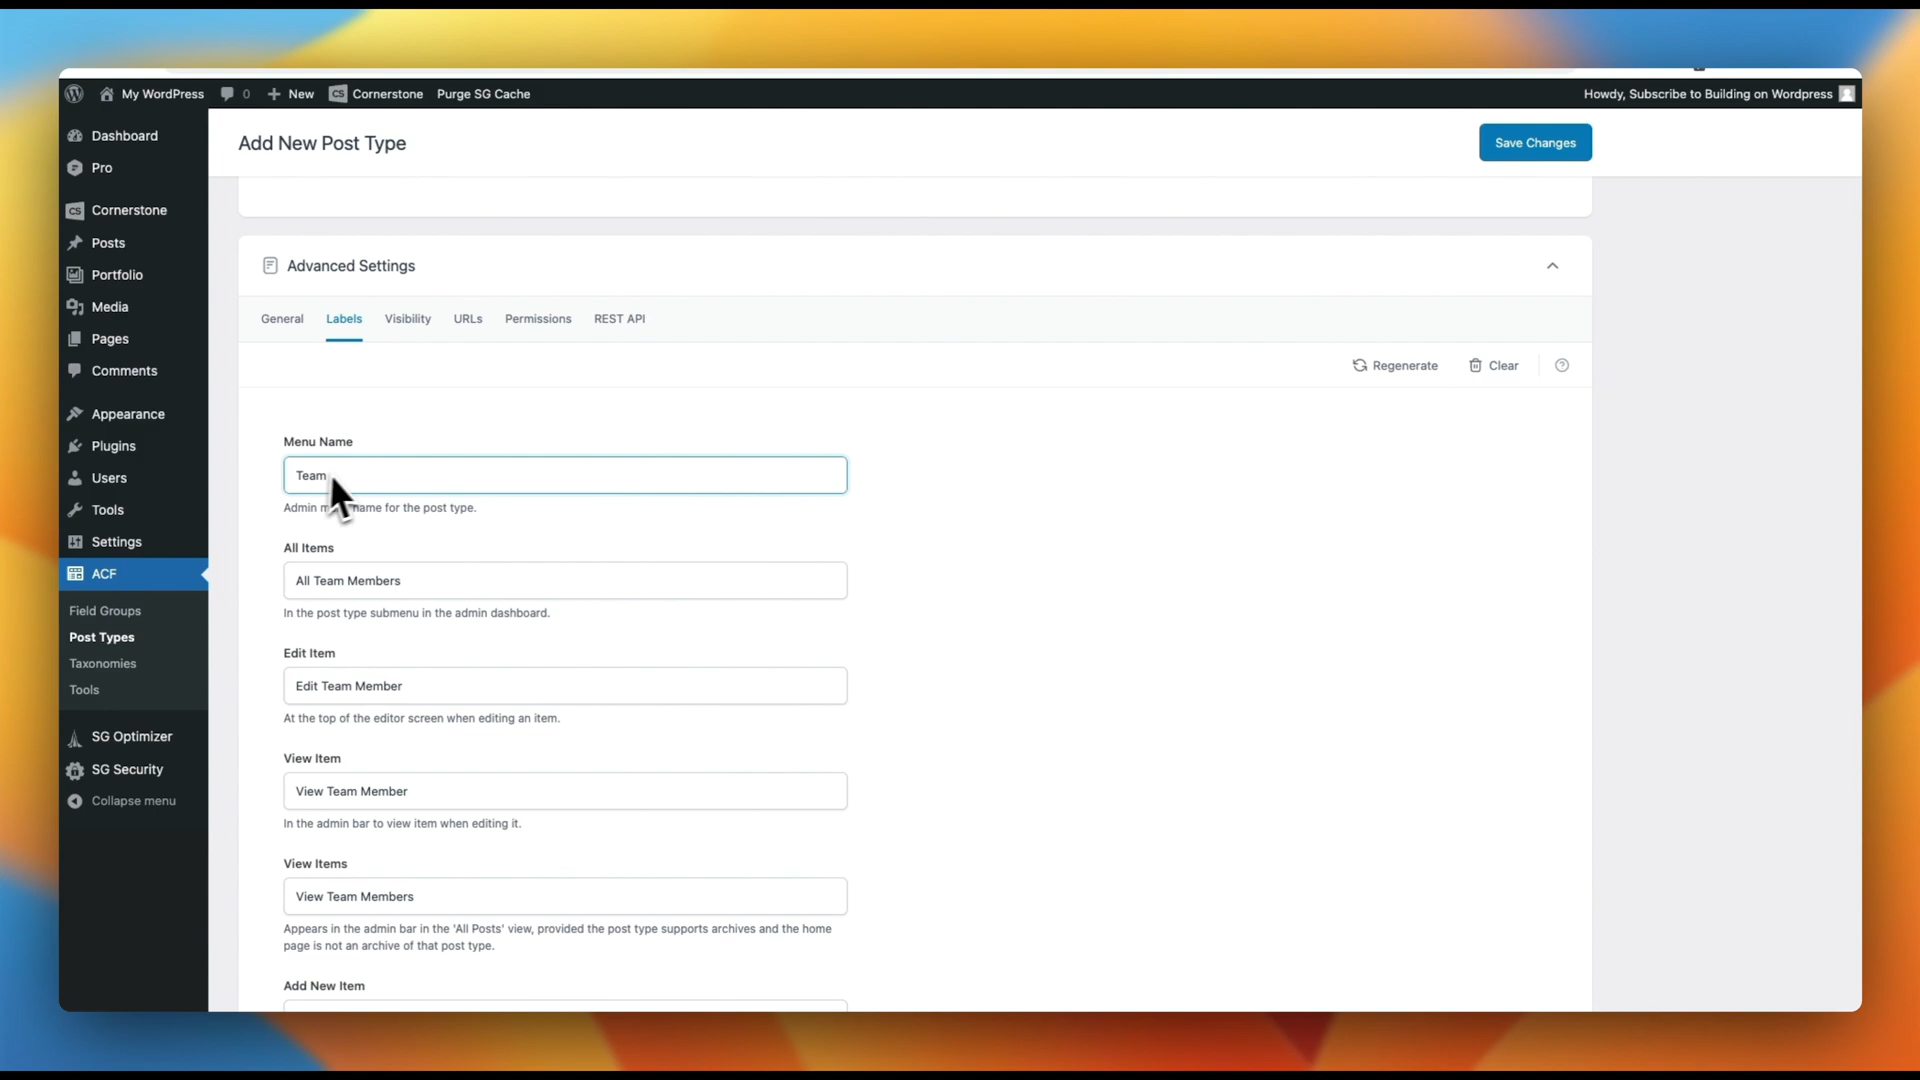 My WordPress 0 New CS Cornerstone Purge SG Cache Howdy, Subscribe to Building on Wordpress
Dashboard
Pro
CS Cornerstone
Posts
Portfolio
Media
Pages
Comments
Appearance
Plugins
Users
Tools
Settings
ACF
Field Groups
Post Types
Taxonomies
Tools
SG Optimizer
SG Security
Collapse menu
Add New Post Type Save Changes
Advanced Settings
General Labels Visibility URLs Permissions REST API
Regenerate Clear
Menu Name
Team
Admin name for the post type.
All Items
All Team Members
In the post type submenu in the admin dashboard.
Edit Item
Edit Team Member
At the top of the editor screen when editing an item.
View Item
View Team Member
In the admin bar to view item when editing it.
View Items
View Team Members
Appears in the admin bar in the 'All Posts' view, provided the post type supports archives and the home
page is not an archive of that post type.
Add New Item